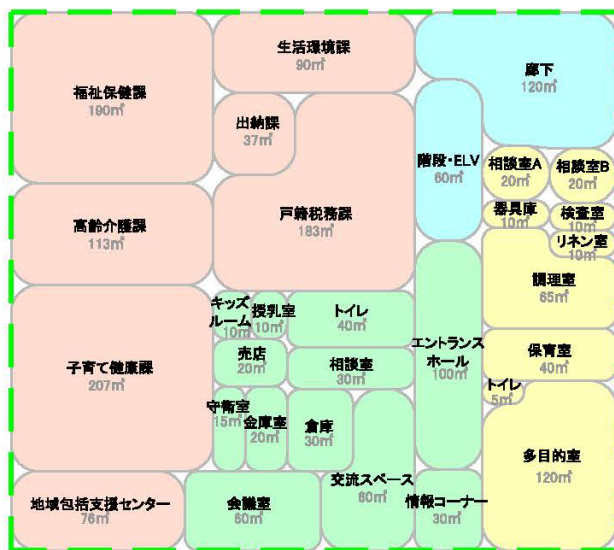 福祉保健課
190㎡
生活環境課
90㎡
廊下
120㎡
出納課
37㎡
階段・ELV
60㎡
相談室A
20㎡
相談室B
20㎡
高齢介護課
113㎡
戸籍税務課
183㎡
器具庫
10㎡
検査室
10㎡
リネン室
10㎡
調理室
65㎡
キッズ
ルーム
10㎡
授乳室
10㎡
トイレ
40㎡
エントランス
ホール
100㎡
子育て健康課
207㎡
売店
20㎡
相談室
30㎡
保育室
40㎡
トイレ
5㎡
守衛室
15㎡
金庫室
20㎡
倉庫
30㎡
多目的室
120㎡
交流スペース
60㎡
地域包括支援センター
76㎡
会議室
60㎡
情報コーナー
30㎡